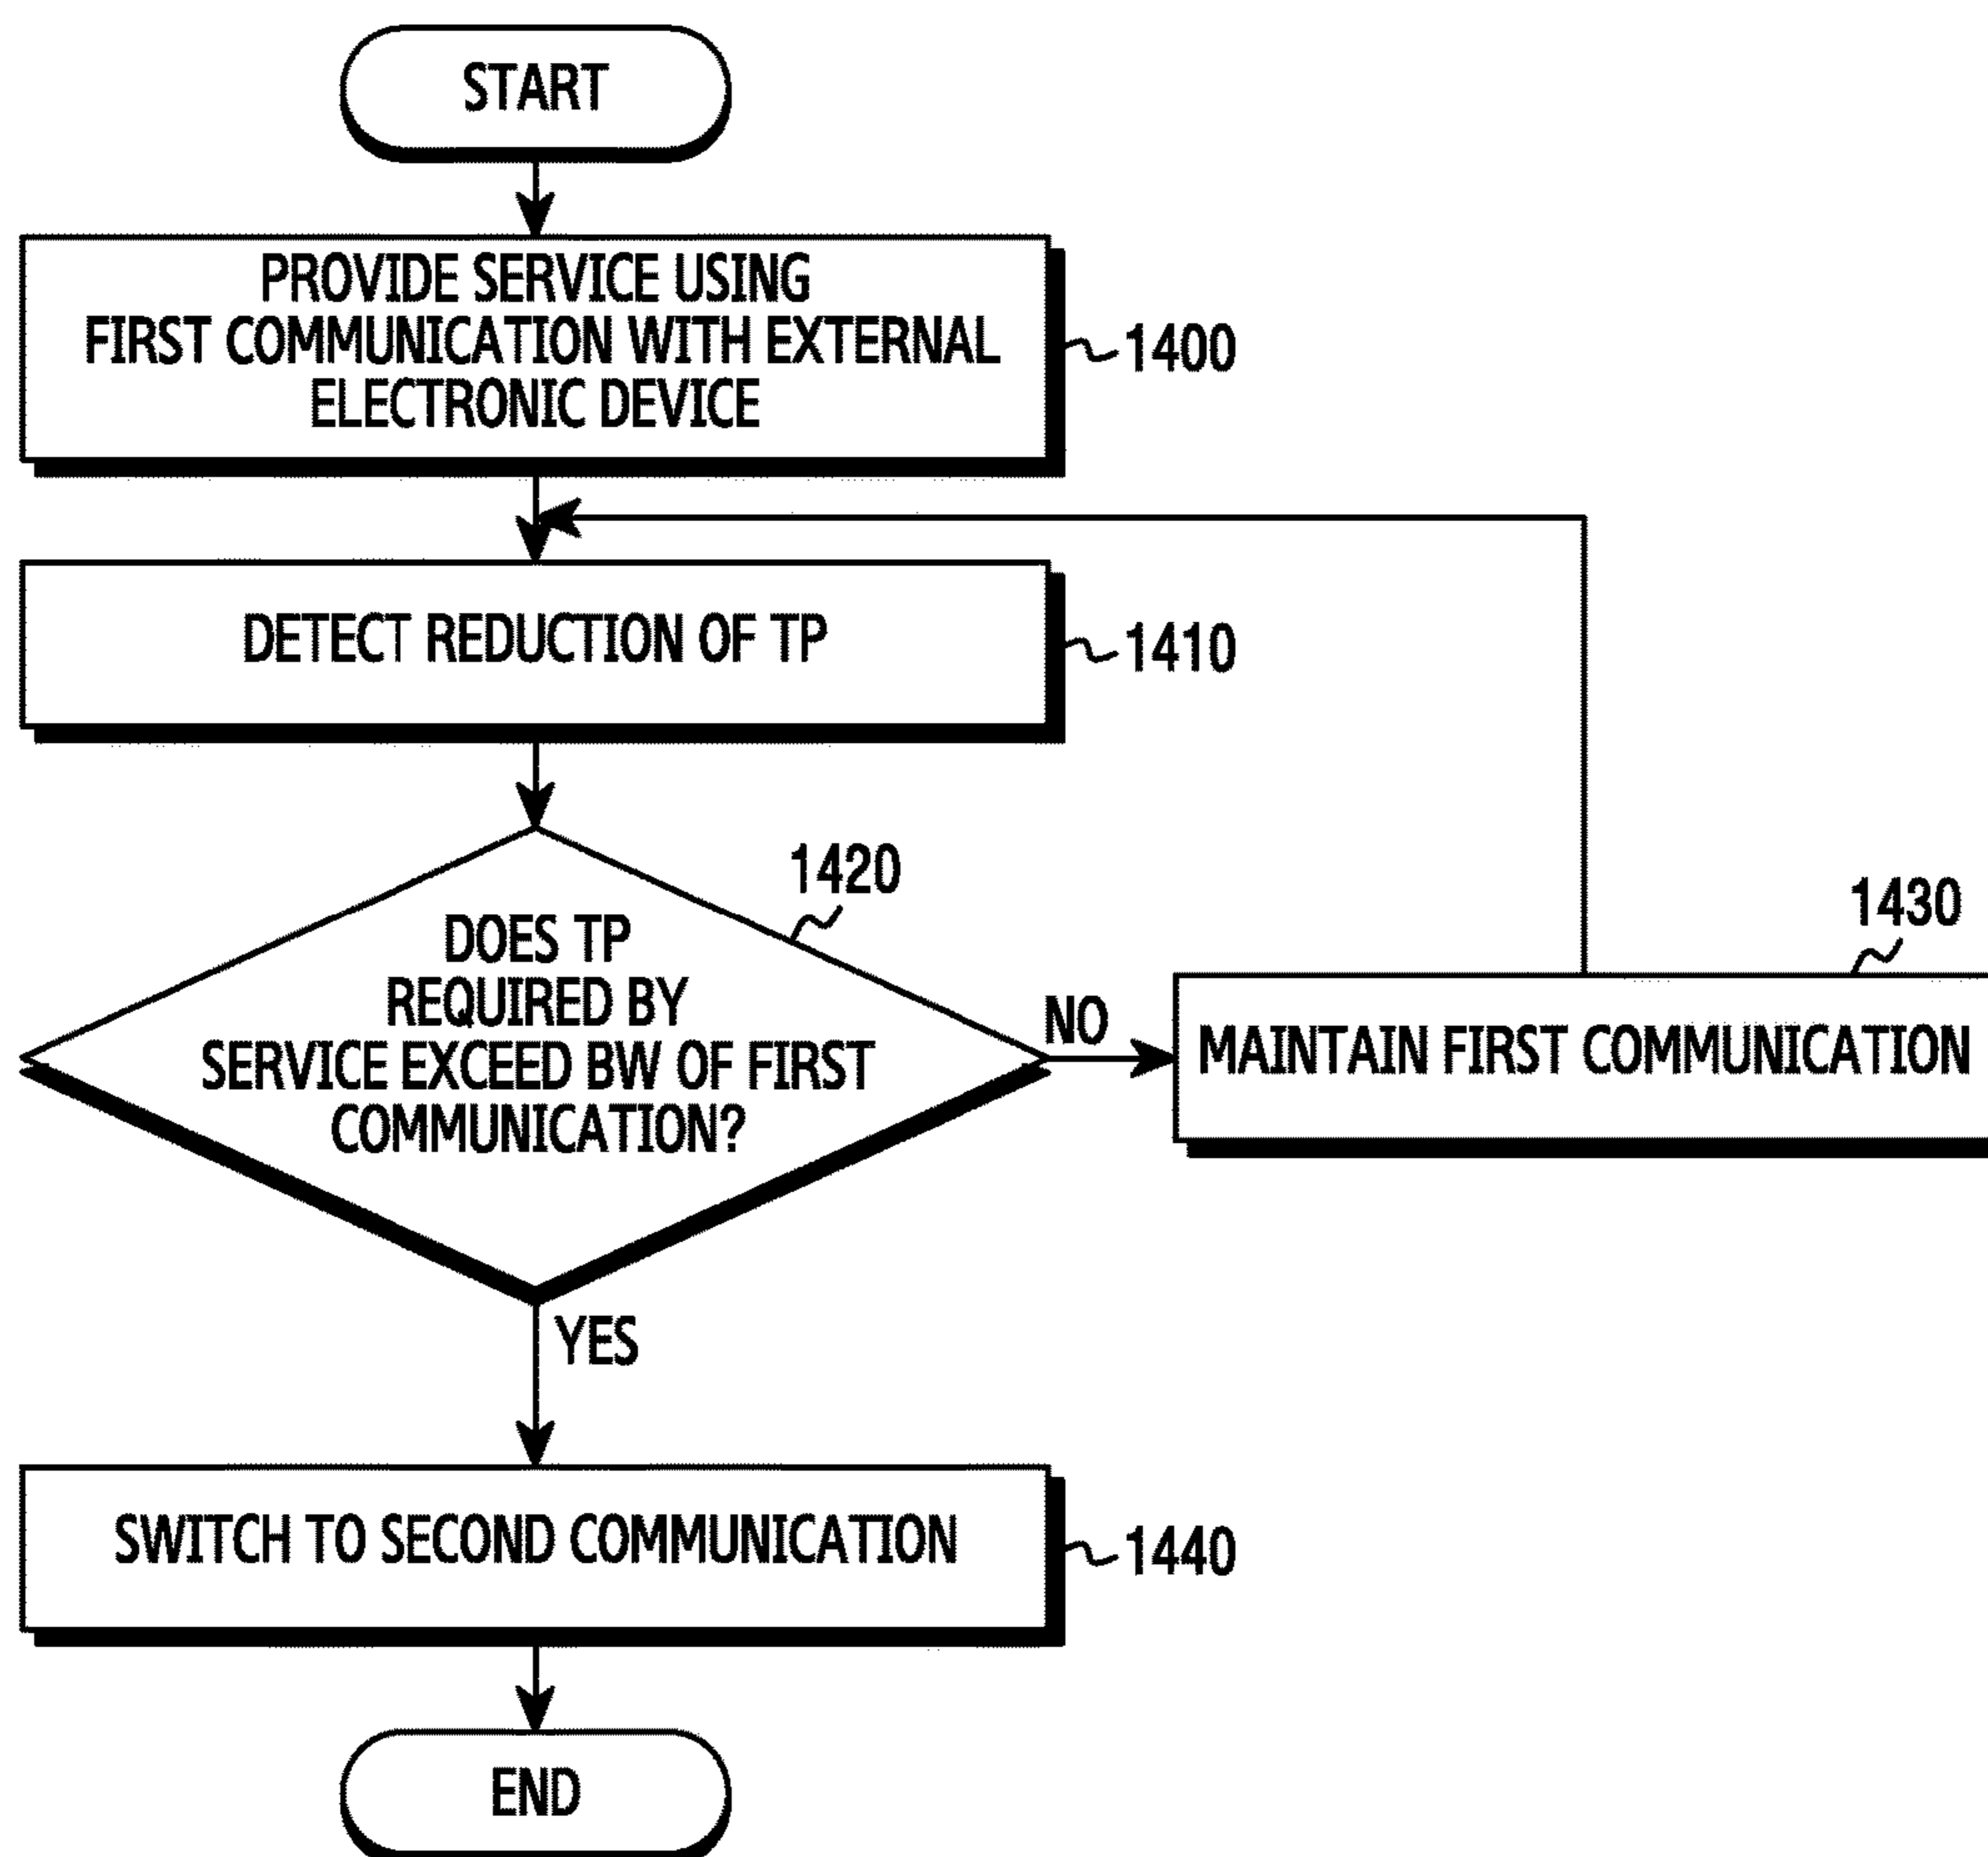 START
PROVIDE SERVICE USING
FIRST COMMUNICATION WITH EXTERNAL
ELECTRONIC DEVICE
1400
DETECT REDUCTION OF TP
1410
1420
DOES TP
REQUIRED BY
SERVICE EXCEED BW OF FIRST
COMMUNICATION?
NO
1430
MAINTAIN FIRST COMMUNICATION
YES
SWITCH TO SECOND COMMUNICATION
1440
END